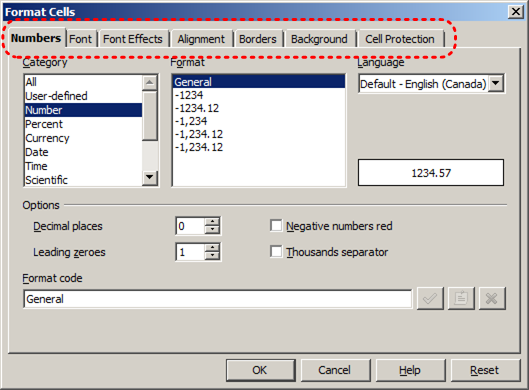 Format Cells
Numbers Font Font Effects Alignment Borders Background Cell Protection
Category Format Language
All
User-defined
Number
Percent
Currency
Date
Time
Scientific
General
-1234
-1234.12
-1,234
-1,234.12
-1,234.12
Default - English (Canada)
1234.57
Options
Decimal places 0 Negative numbers red
Leading zeroes 1 Thousands separator
Format code
General
OK Cancel Help Reset